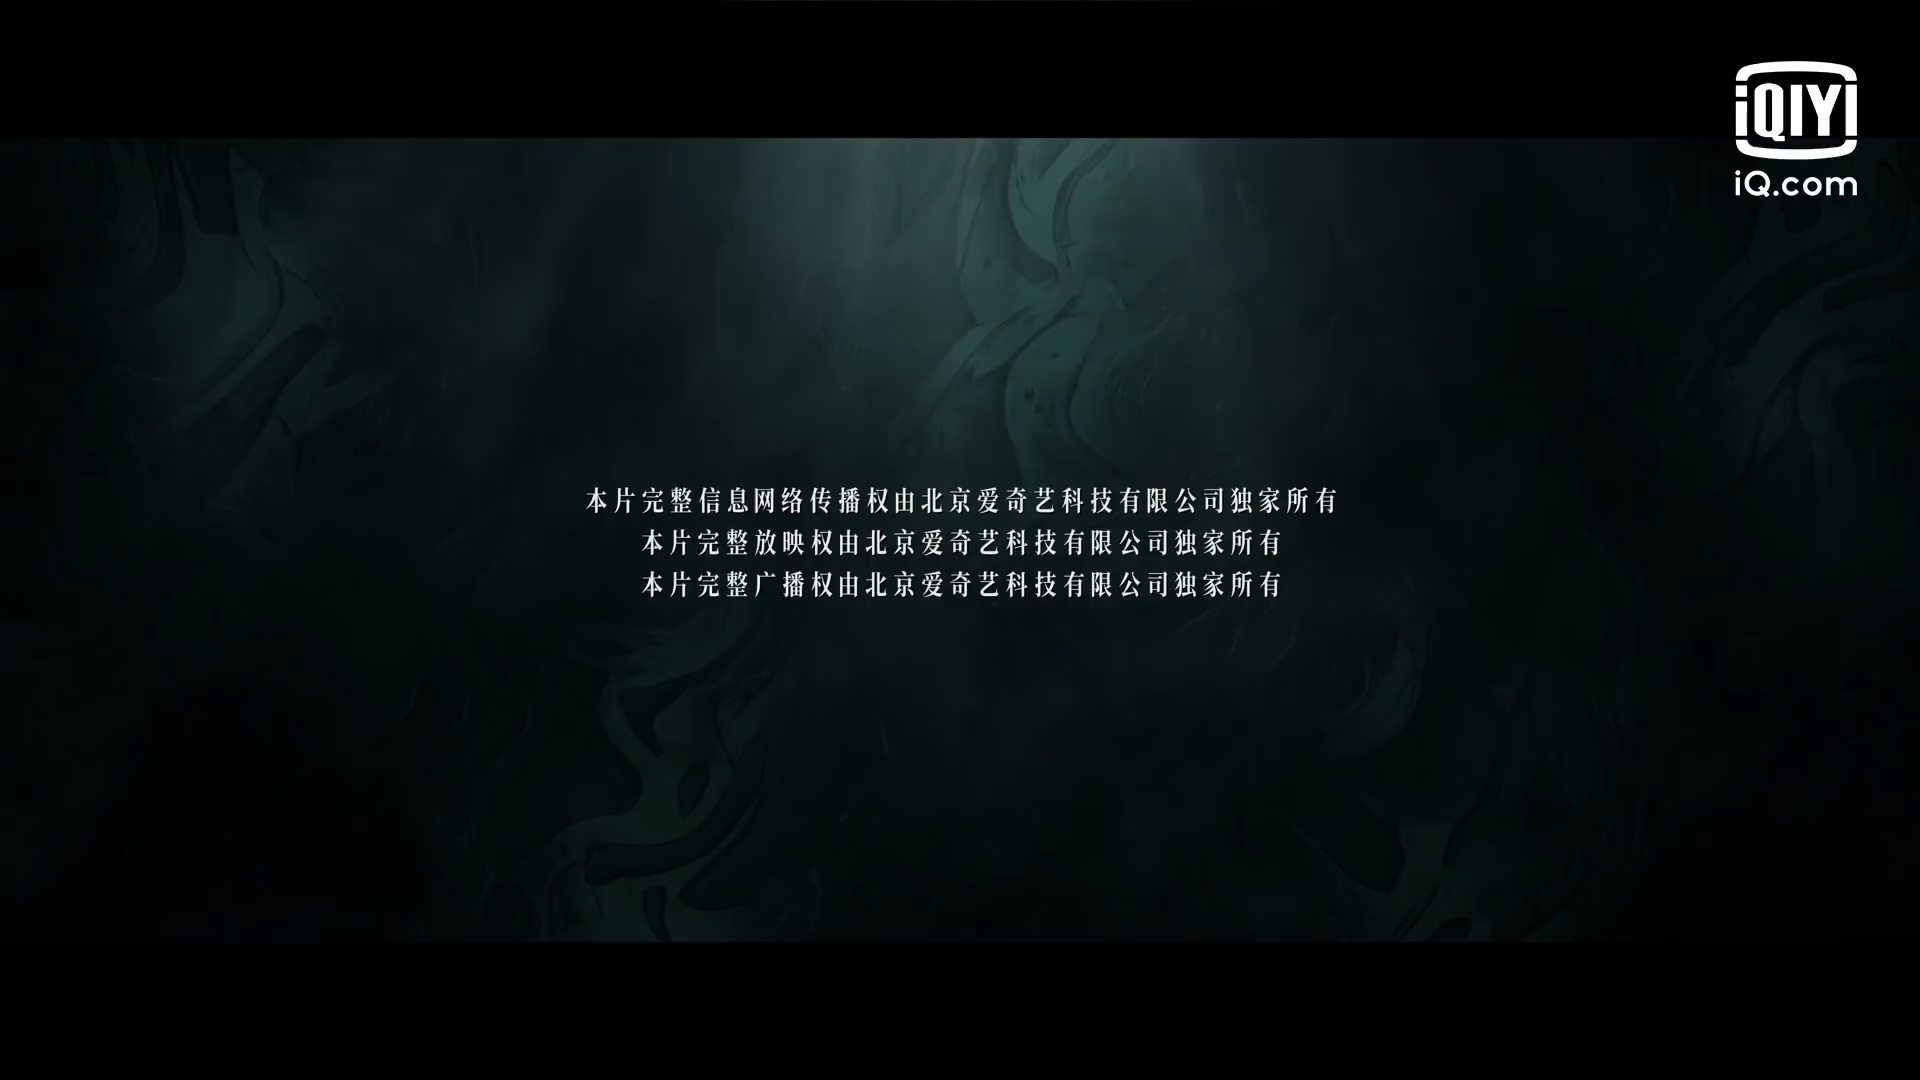 iQIYI
iQ.com
本片完整信息网络传播权由北京爱奇艺科技有限公司独家所有
本片完整放映权由北京爱奇艺科技有限公司独家所有
本片完整广播权由北京爱奇艺科技有限公司独家所有